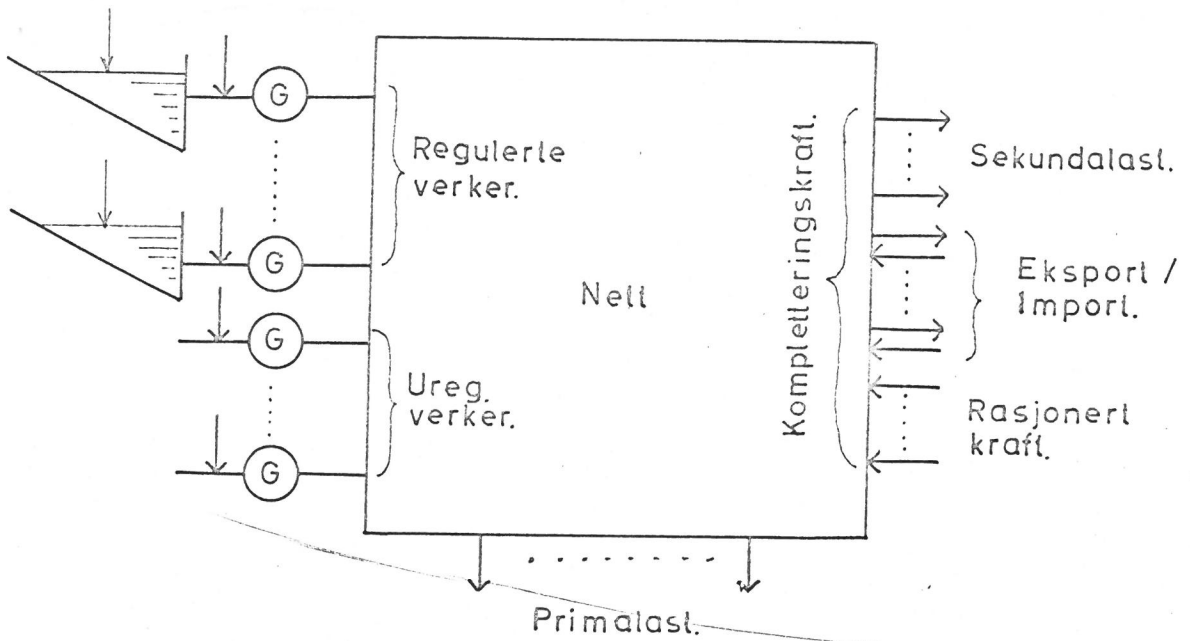 G
Regulerte
verker.
G
G
Ureg.
verker.
G
Nett
Kompletteringskraft.
Sekundalast.
Eksport /
Import.
Rasjonert
kraft.
Primalast.